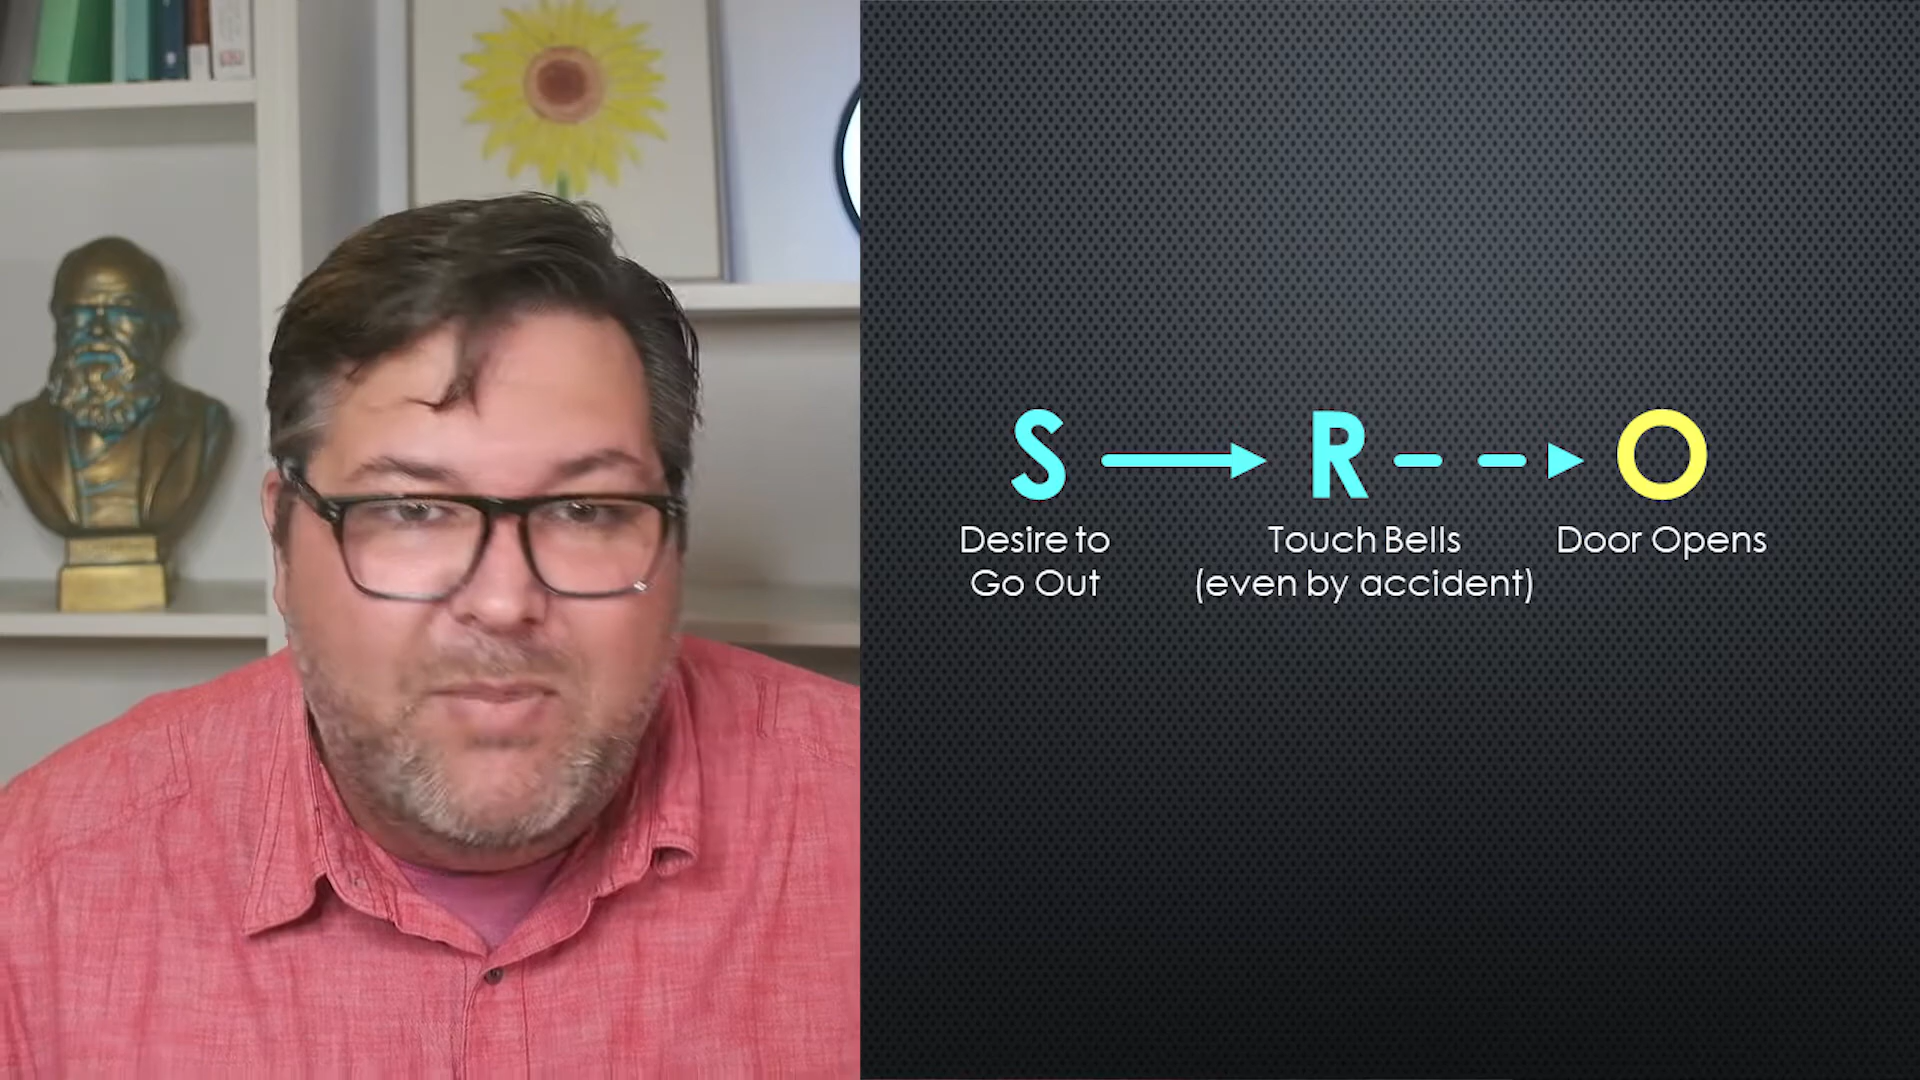 S R O
Desire to Touch Bells Door Opens
Go Out (even by accident)